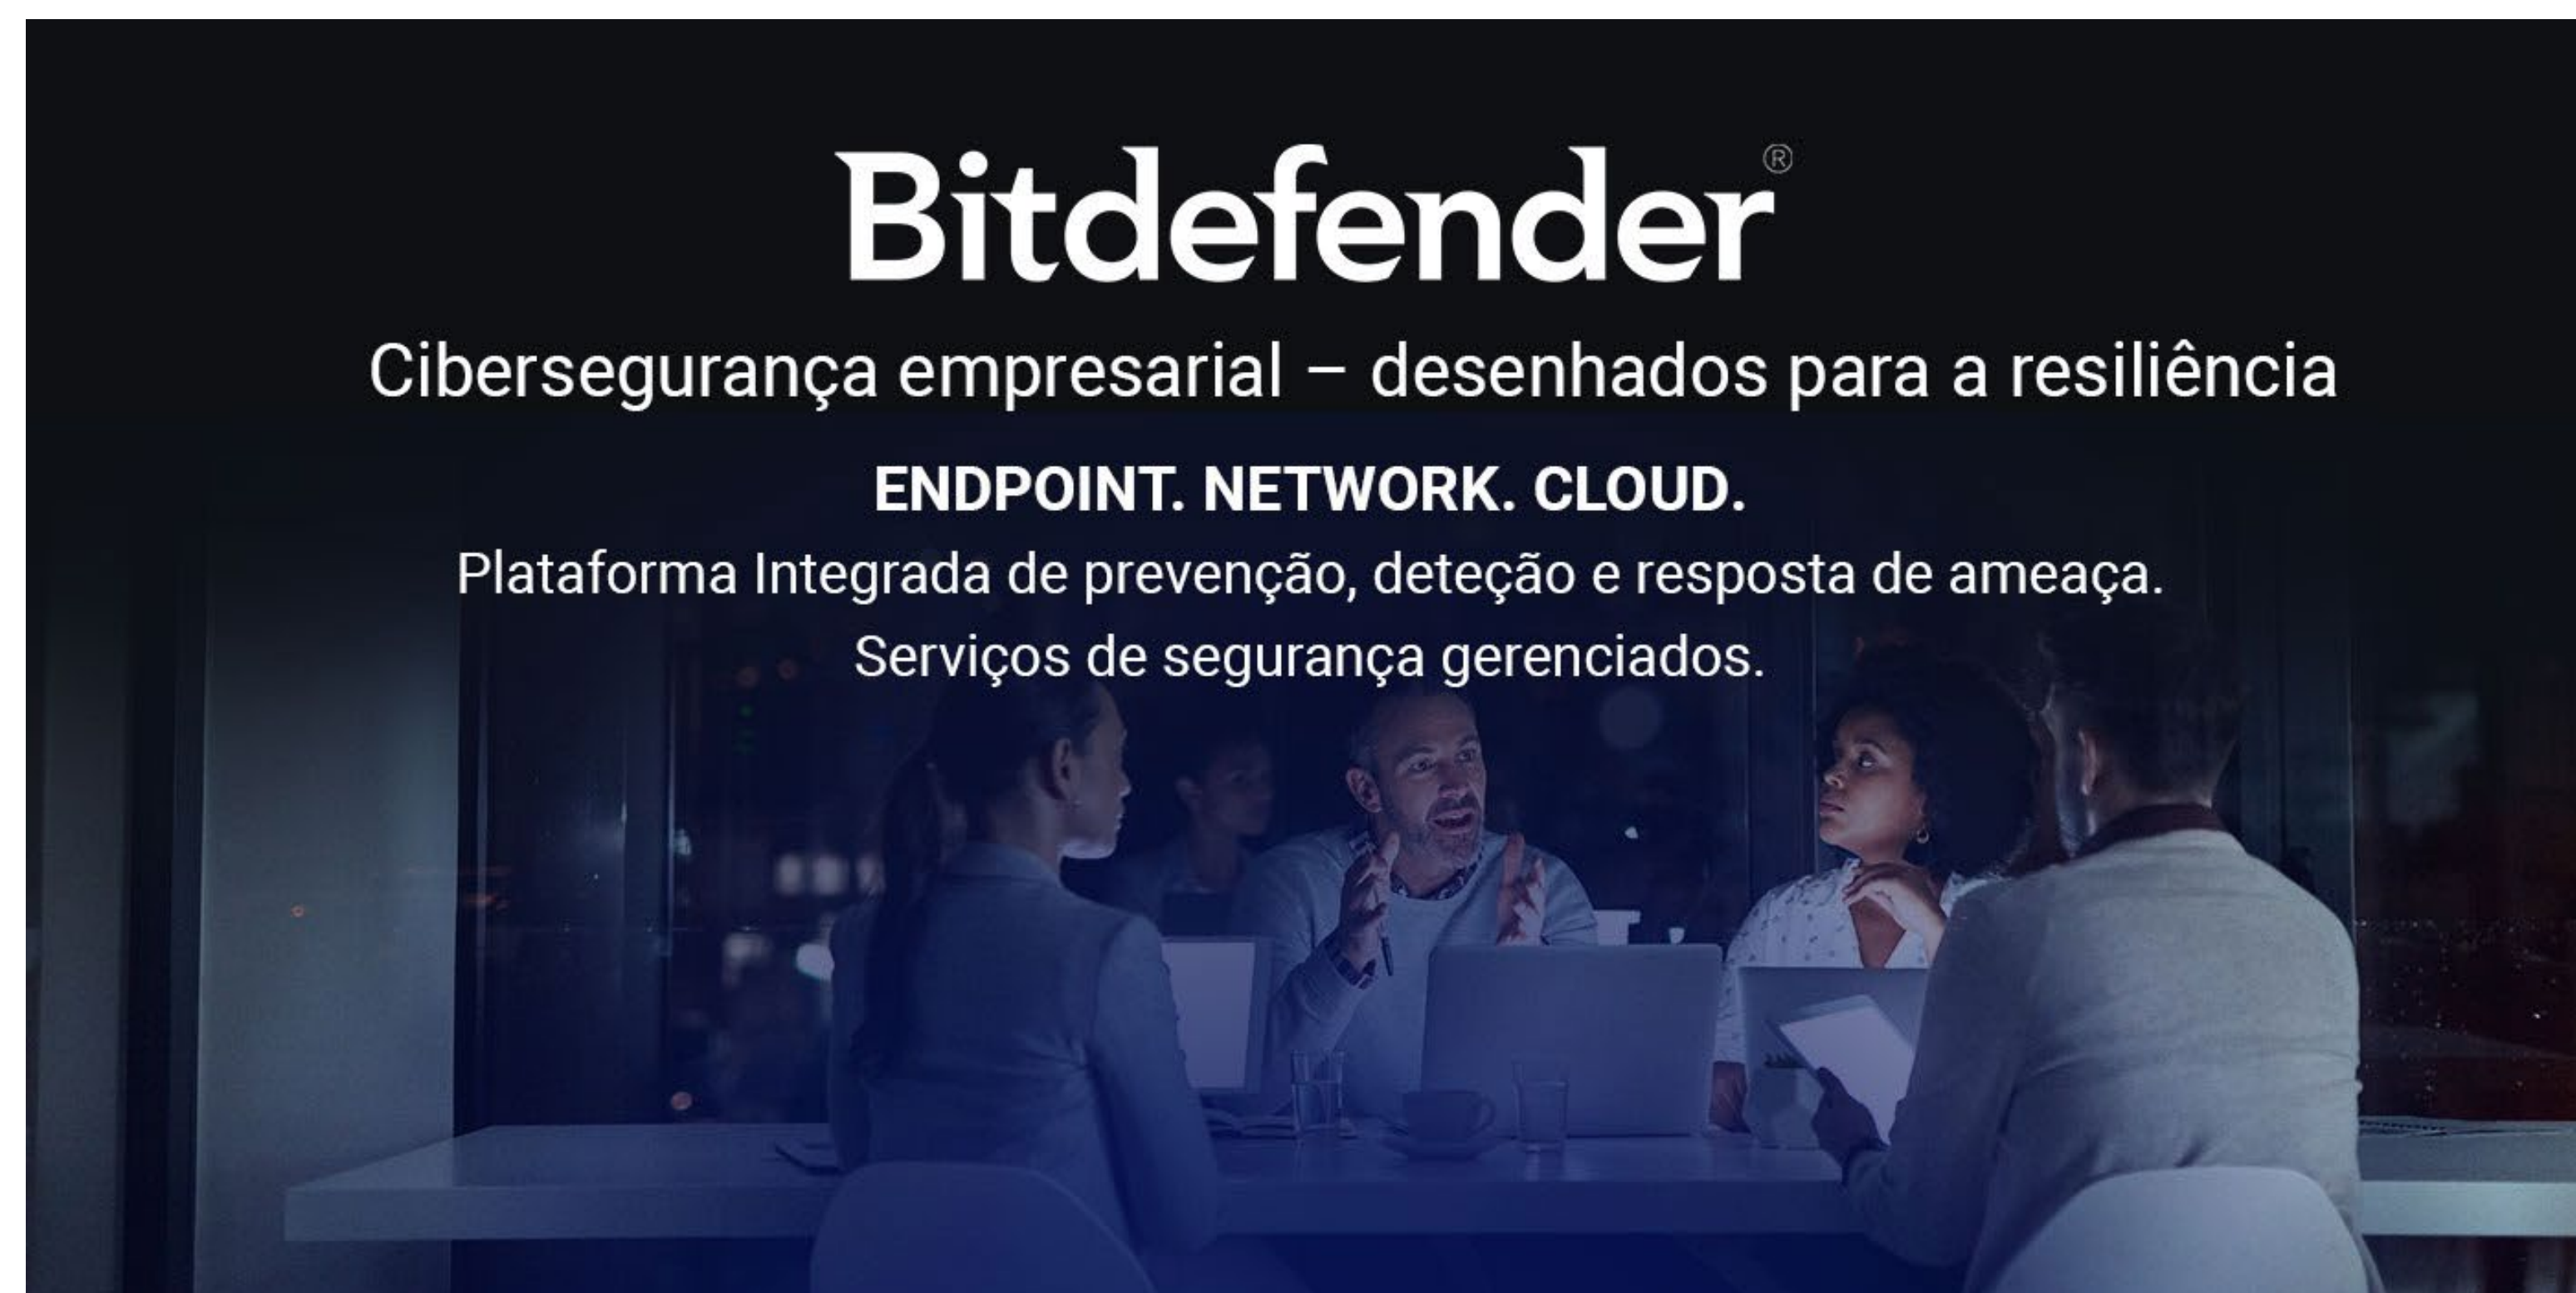 Bitdefender®
Cibersegurança empresarial – desenhados para a resiliência
ENDPOINT. NETWORK. CLOUD.
Plataforma Integrada de prevenção, deteção e resposta de ameaça.
Serviços de segurança gerenciados.